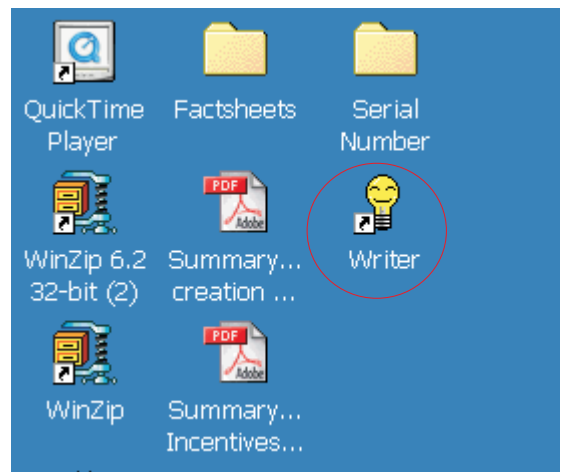 QuickTime
Player
Factsheets
Serial
Number
WinZip 6.2
32-bit (2)
PDF
Adobe
Summary...
creation ...
Writer
WinZip
PDF
Adobe
Summary...
Incentives...